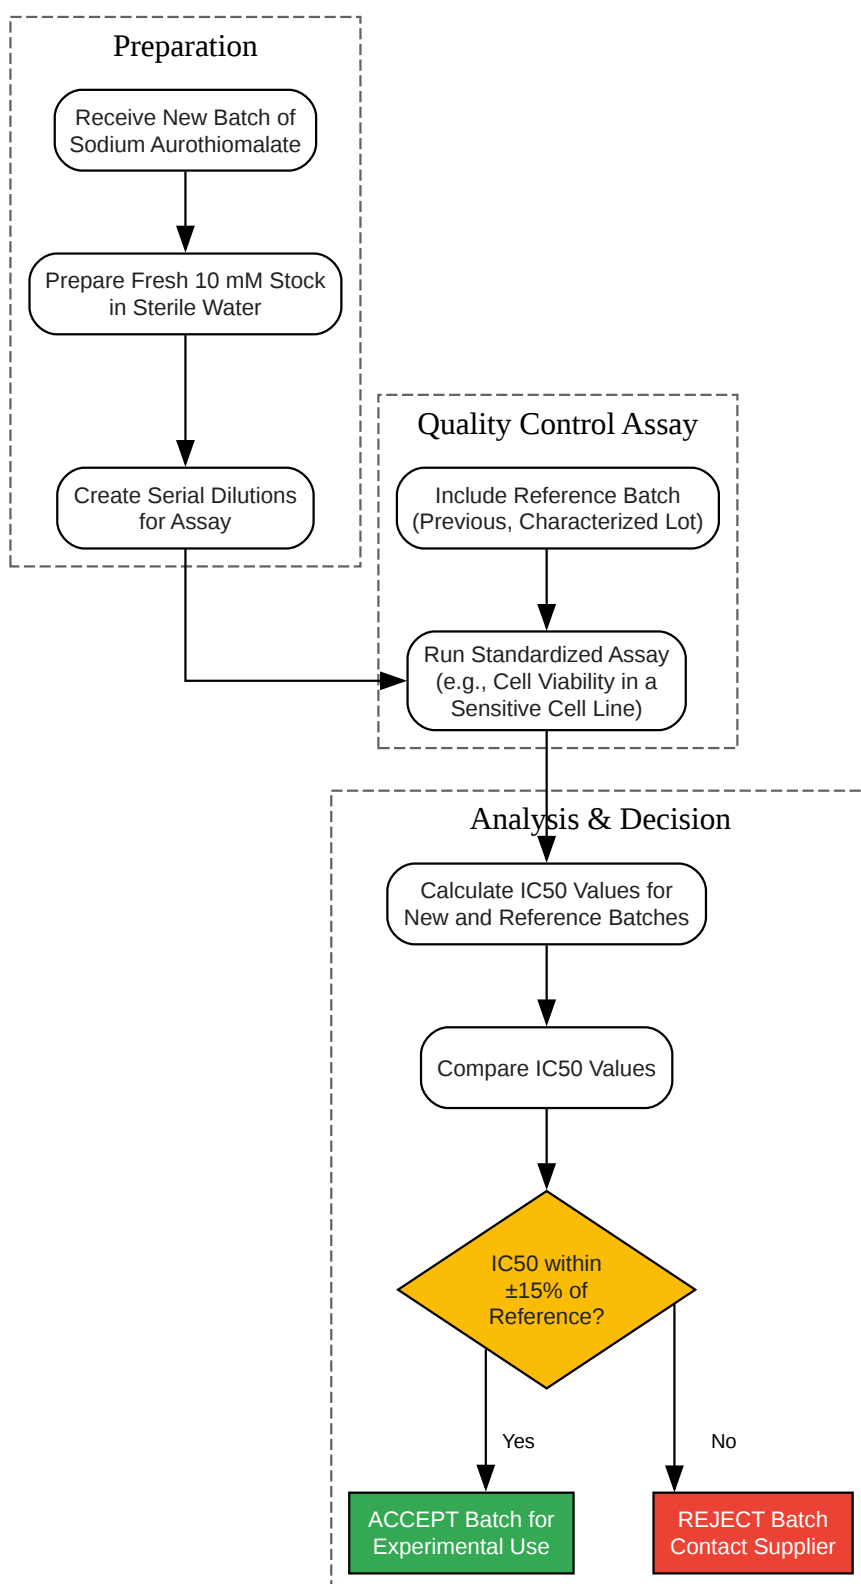 Preparation
Receive New Batch of
Sodium Aurothiomalate
Prepare Fresh 10 mM Stock
in Sterile Water
Create Serial Dilutions
for Assay
Quality Control Assay
Include Reference Batch
(Previous, Characterized Lot)
Run Standardized Assay
(e.g., Cell Viability in a
Sensitive Cell Line)
Analysis & Decision
Calculate IC50 Values for
New and Reference Batches
Compare IC50 Values
IC50 within
±15% of
Reference?
Yes
No
ACCEPT Batch for
Experimental Use
REJECT Batch
Contact Supplier